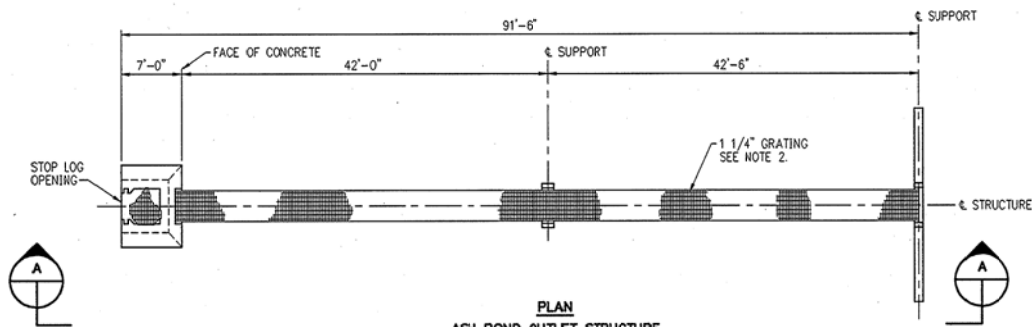 ℄ SUPPORT
91'-6"
FACE OF CONCRETE
℄ SUPPORT
7'-0"
42'-0"
42'-6"
1 1/4" GRATING
SEE NOTE 2.
STOP LOG
OPENING
℄ STRUCTURE
A
A
PLAN
ASH POND OUTLET STRUCTURE